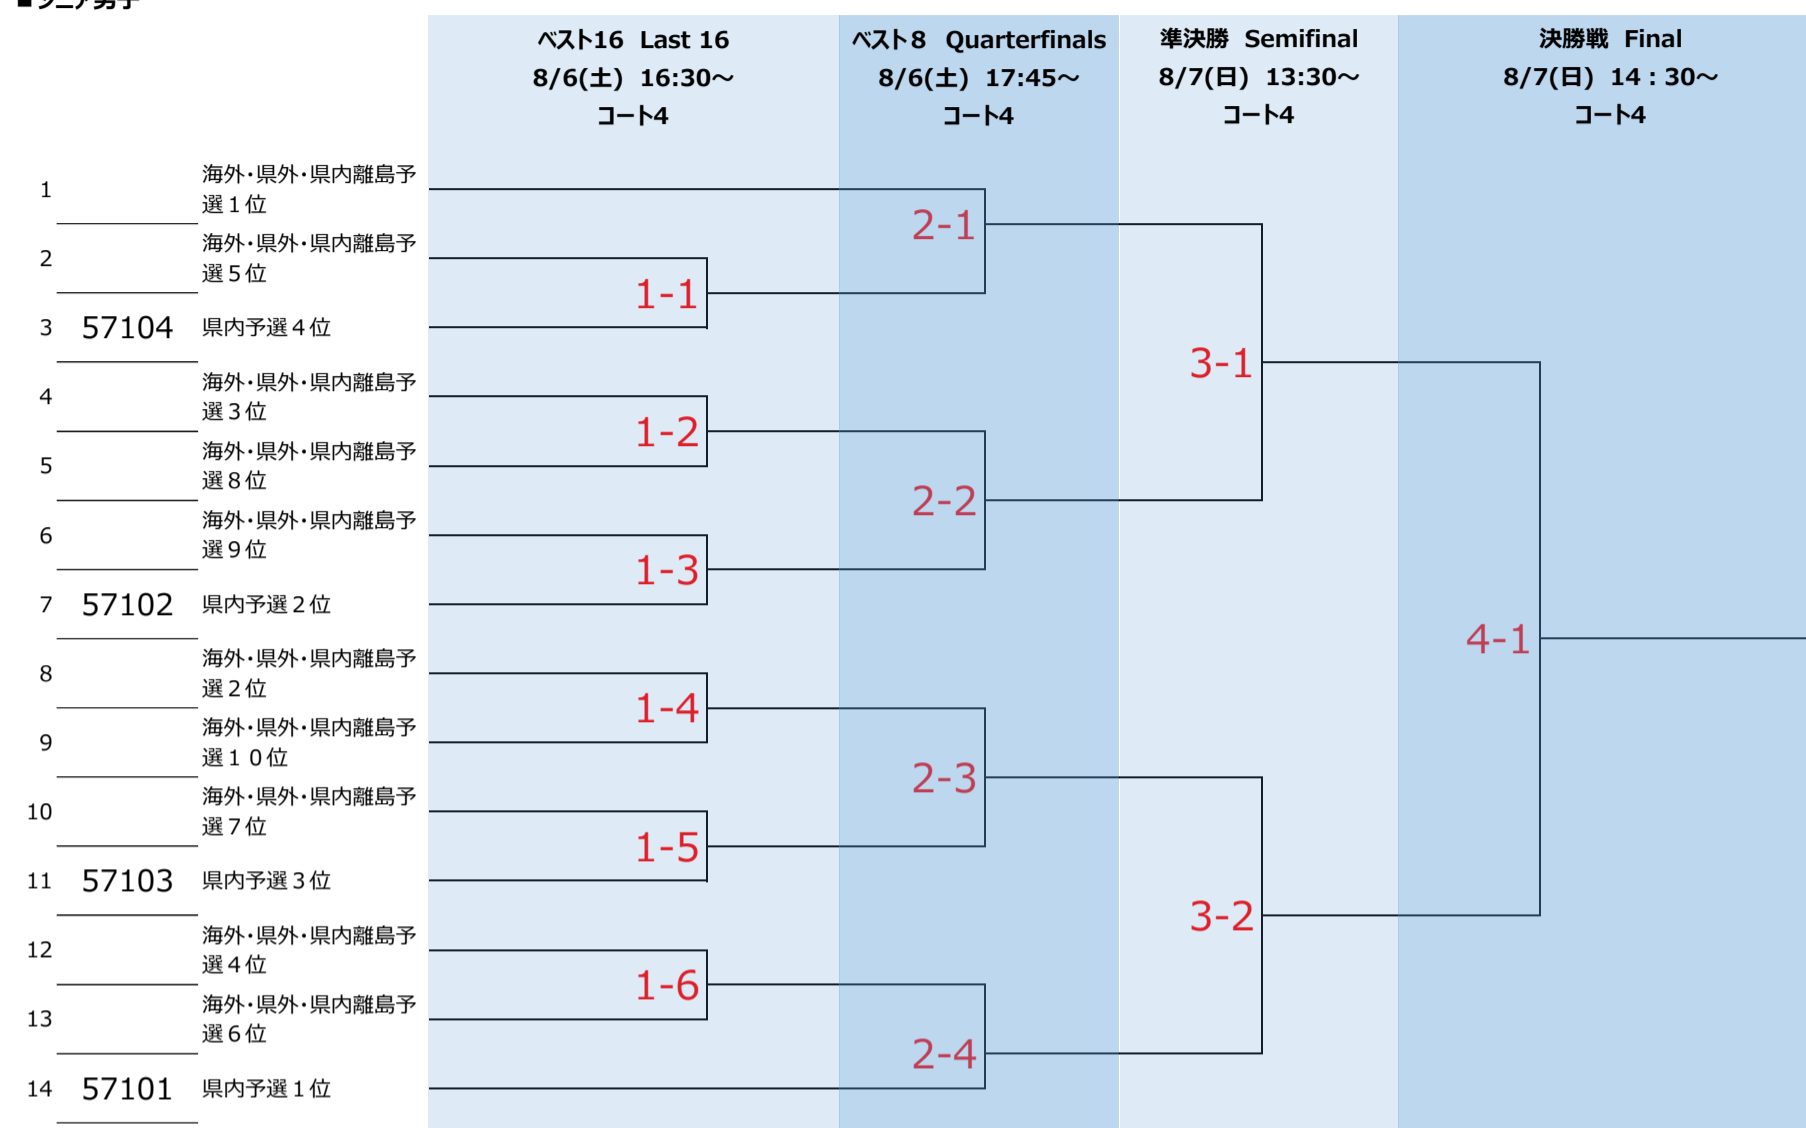 ■シニア男子
ベスト16 Last 16
8/6(土) 16:30～
コート4
ベスト8 Quarterfinals
8/6(土) 17:45～
コート4
準決勝 Semifinal
8/7(日) 13:30～
コート4
決勝戦 Final
8/7(日) 14：30～
コート4
1 海外・県外・県内離島予
選１位
2 海外・県外・県内離島予
選５位
3 57104 県内予選４位
4 海外・県外・県内離島予
選３位
5 海外・県外・県内離島予
選８位
6 海外・県外・県内離島予
選９位
7 57102 県内予選２位
8 海外・県外・県内離島予
選２位
9 海外・県外・県内離島予
選１０位
10 海外・県外・県内離島予
選７位
11 57103 県内予選３位
12 海外・県外・県内離島予
選４位
13 海外・県外・県内離島予
選６位
14 57101 県内予選１位
1-1
1-2
1-3
1-4
1-5
1-6
2-1
2-2
2-3
2-4
3-1
3-2
4-1